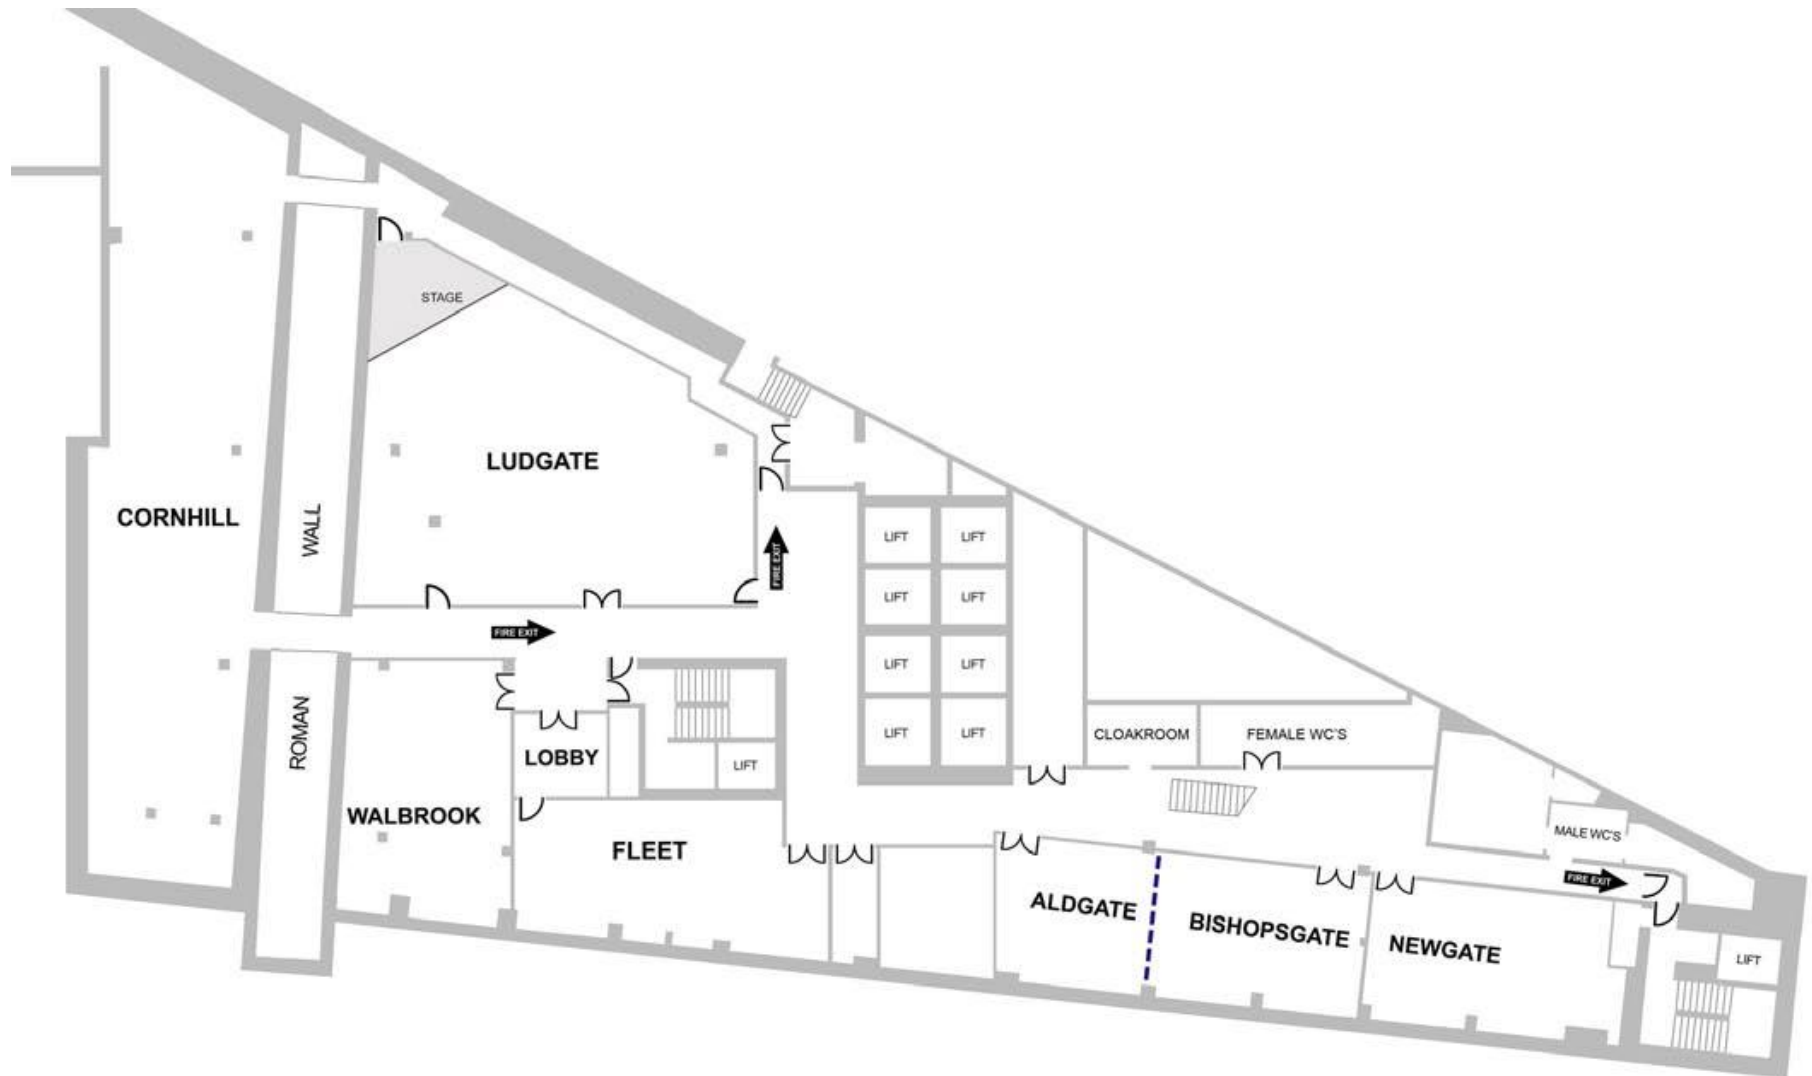 STAGE
LUDGATE
CORNHILL
WALL
FIRE EXIT
FIRE EXIT
LIFT
LIFT
LIFT
LIFT
LIFT
LIFT
LIFT
LIFT
ROMAN
LOBBY
LIFT
WALBROOK
FLEET
CLOAKROOM
FEMALE WC'S
MALE WC'S
FIRE EXIT
ALDGATE
BISHOPSGATE
NEWGATE
LIFT